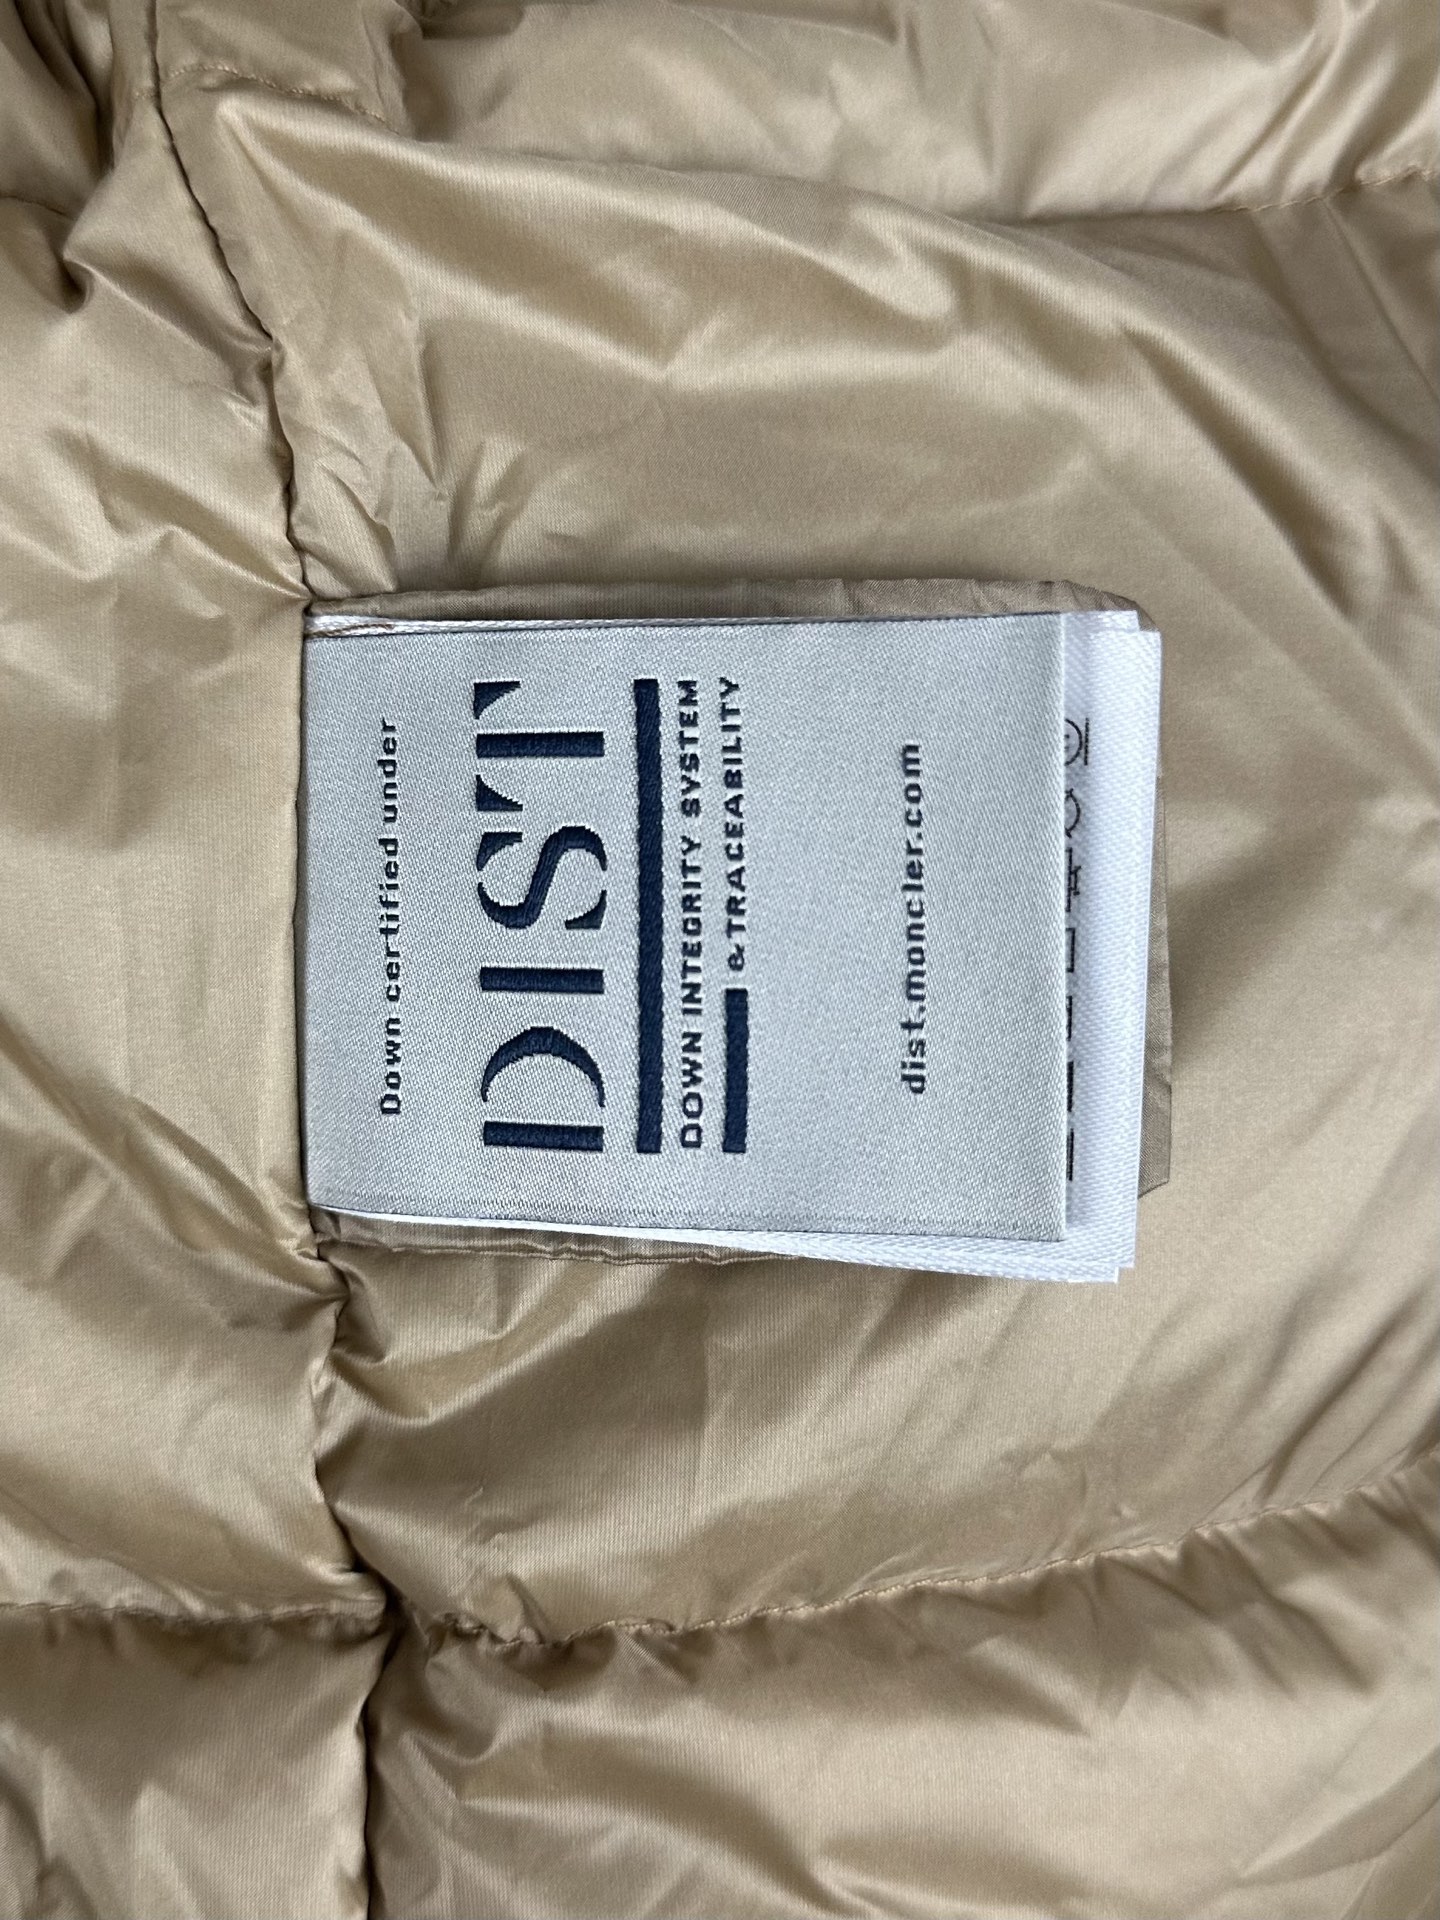 Down certified under
DIST
DOWN INTEGRITY SYSTEM
& TRACEABILITY
dist.moncler.com